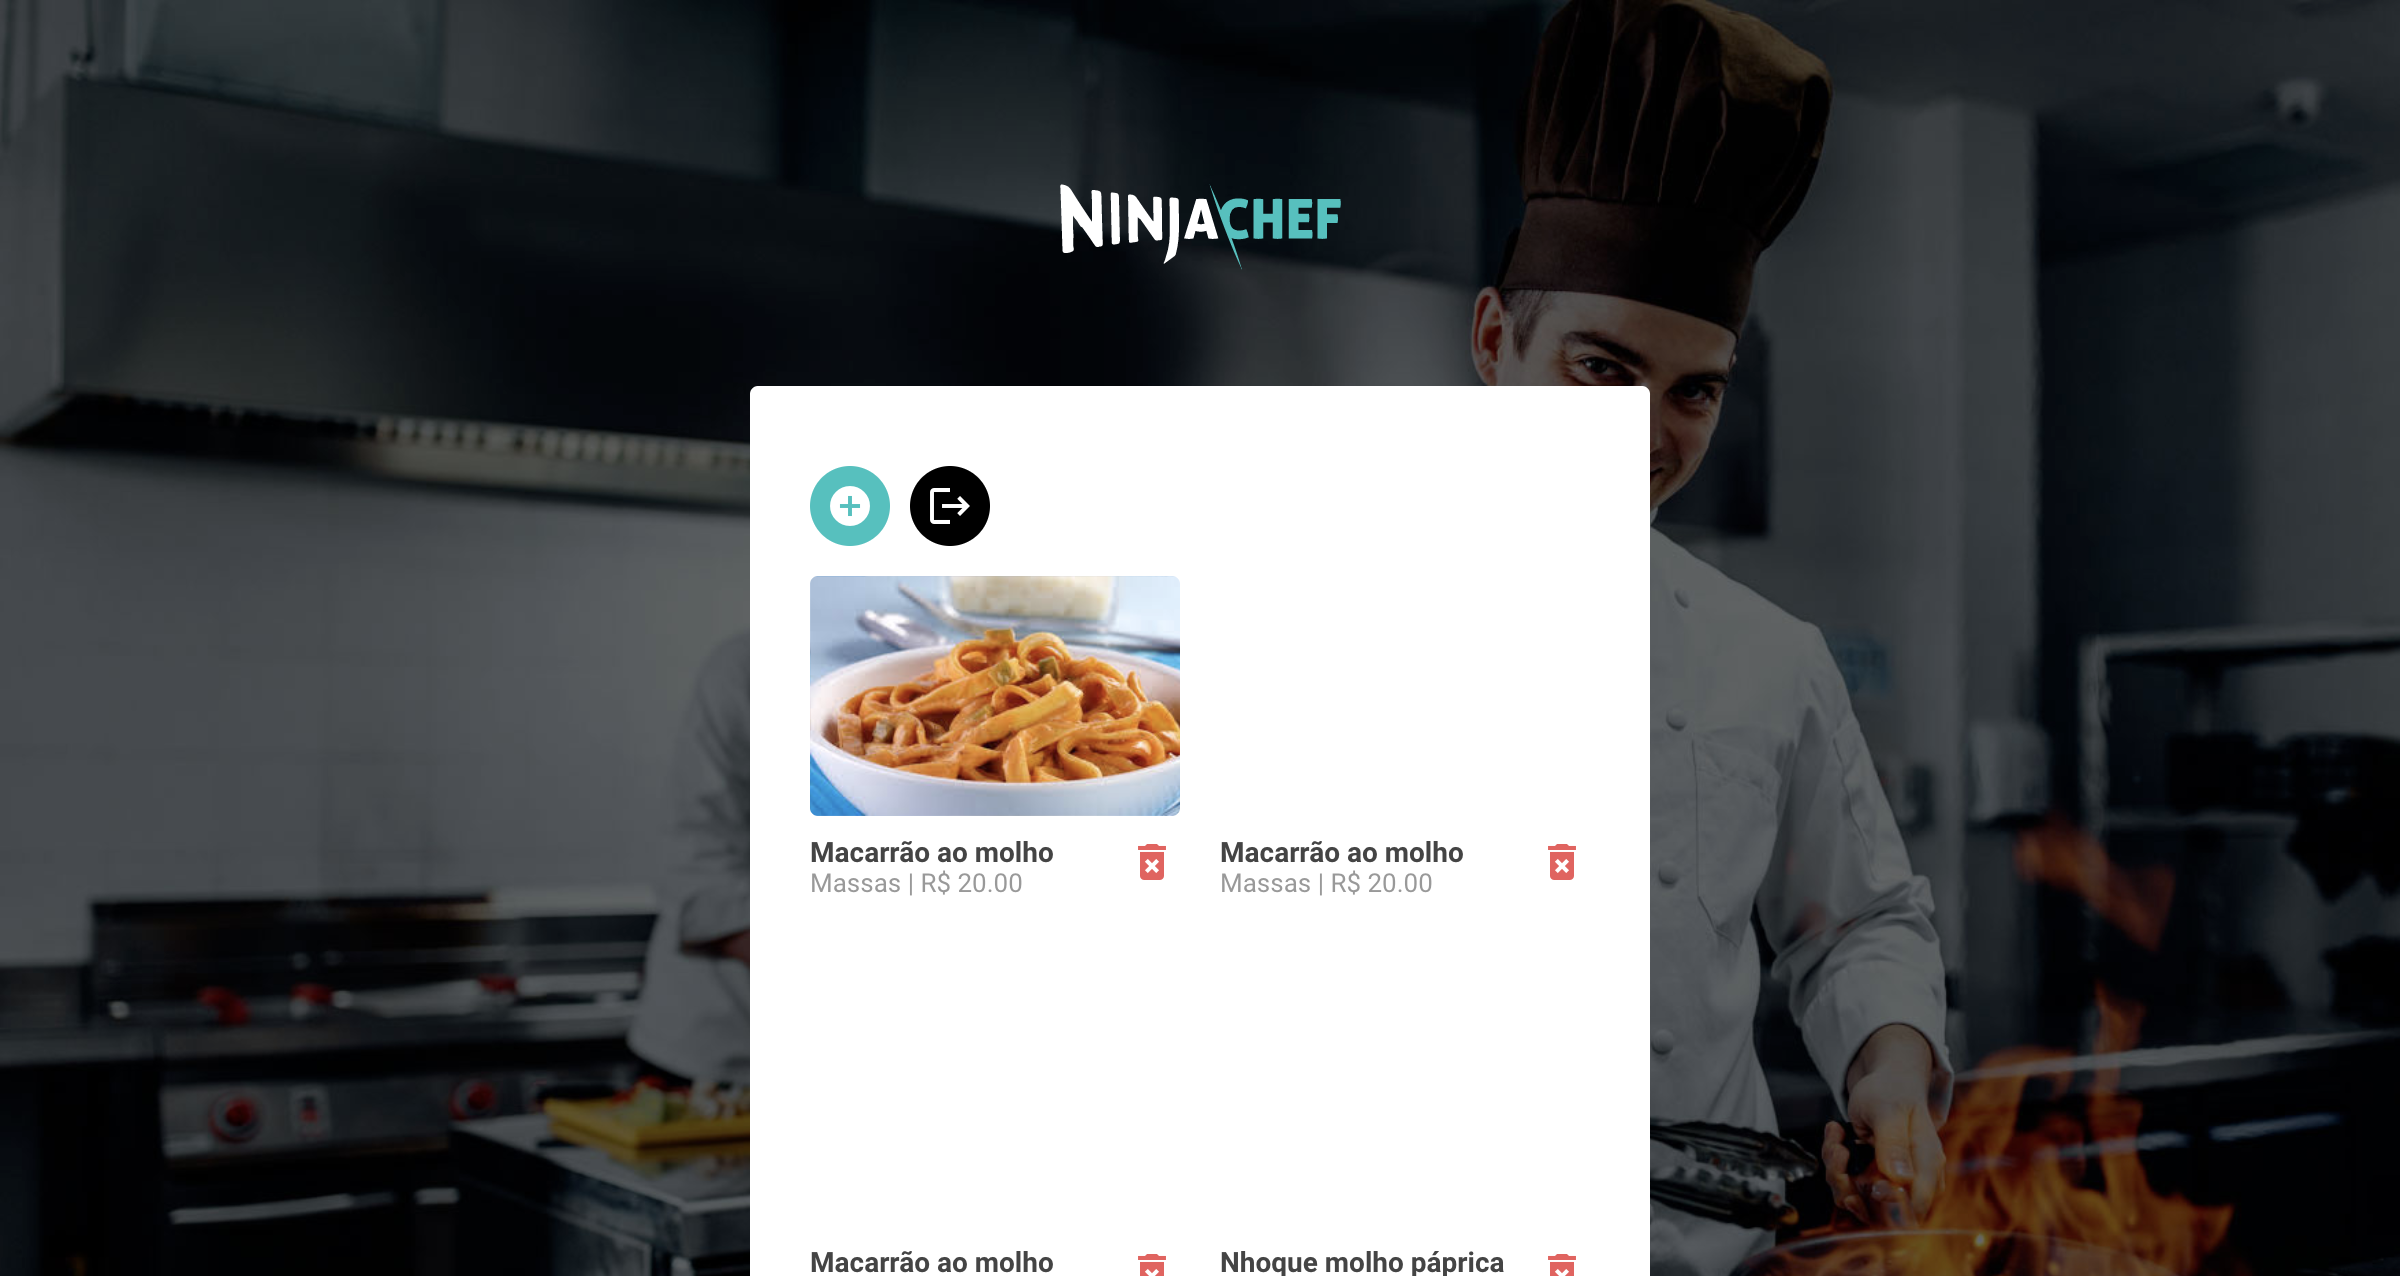 NINJACHEF
Macarrão ao molho
Massas | R$ 20.00
Macarrão ao molho
Massas | R$ 20.00
Macarrão ao molho
Nhoque molho páprica